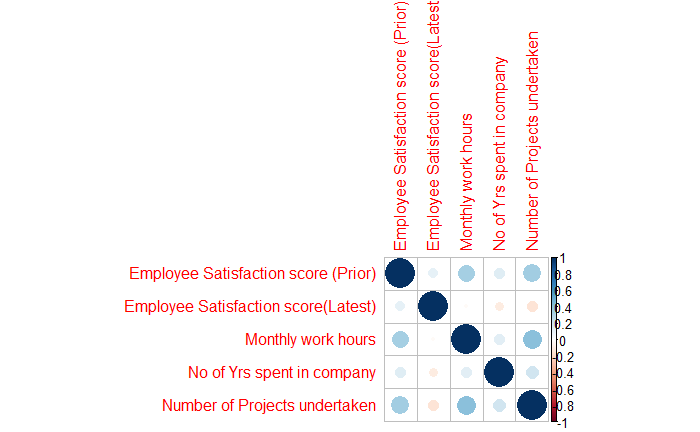 Employee Satisfaction score (Prior)
Employee Satisfaction score(Latest
Monthly work hours
No of Yrs spent in company
Number of Projects undertaken
Employee Satisfaction score (Prior)
Employee Satisfaction score(Latest)
Monthly work hours
No of Yrs spent in company
Number of Projects undertaken
1
0.8
0.6
0.4
0.2
0
-0.2
-0.4
-0.6
-0.8
-1